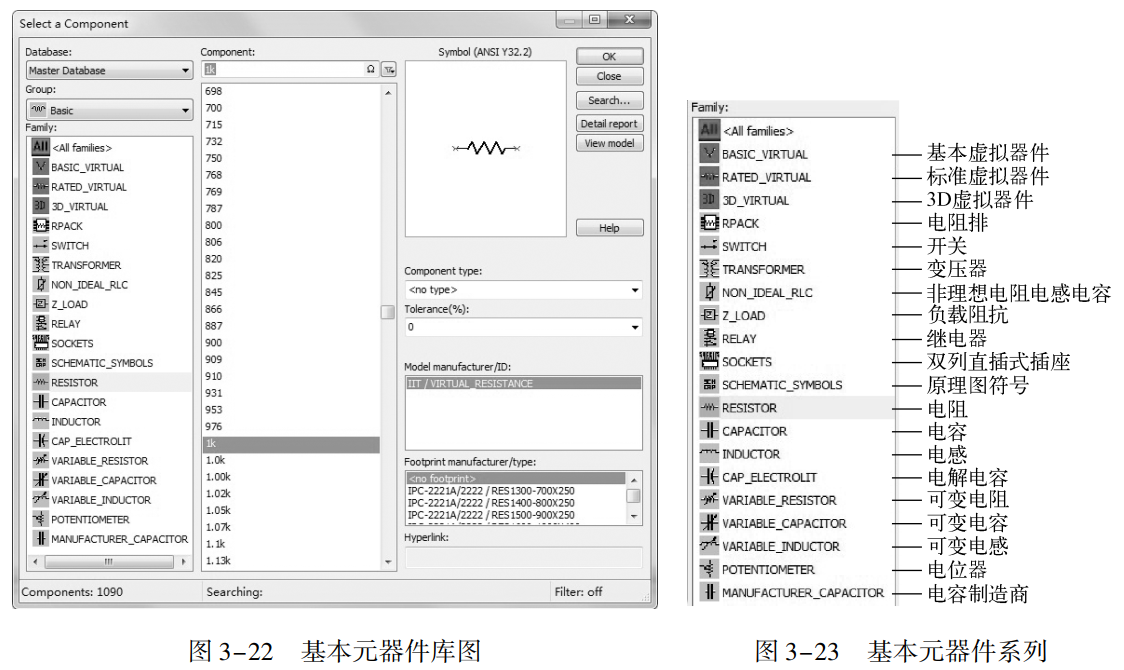 Select a Component
Database:
Master Database
Group:
Basic
Family:
All <All families>
BASIC_VIRTUAL
RATED_VIRTUAL
3D 3D_VIRTUAL
RPACK
SWITCH
TRANSFORMER
NON_IDEAL_RLC
Z_LOAD
RELAY
SOCKETS
SCHEMATIC_SYMBOLS
RESISTOR
CAPACITOR
INDUCTOR
CAP_ELECTROLIT
VARIABLE_RESISTOR
VARIABLE_CAPACITOR
VARIABLE_INDUCTOR
POTENTIOMETER
MANUFACTURER_CAPACITOR
Component:
1k Ω
698
700
715
732
750
768
769
787
800
806
820
825
845
866
887
900
909
910
931
953
976
1k
1.0k
1.00k
1.02k
1.05k
1.07k
1.1k
1.13k
Symbol (ANSI Y32.2)
OK
Close
Search...
Detail report
View model
Help
Component type:
<no type>
Tolerance(%):
0
Model manufacturer/ID:
IIT / VIRTUAL_RESISTANCE
Footprint manufacturer/type:
<no footprint>
IPC-2221A/2222 / RES1300-700X250
IPC-2221A/2222 / RES1400-800X250
IPC-2221A/2222 / RES1500-900X250
Hyperlink:
Components: 1090
Searching:
Filter: off
图 3-22 基本元器件库图
Family:
All <All families>
BASIC_VIRTUAL 基本虚拟器件
RATED_VIRTUAL 标准虚拟器件
3D 3D_VIRTUAL 3D虚拟器件
RPACK 电阻排
SWITCH 开关
TRANSFORMER 变压器
NON_IDEAL_RLC 非理想电阻电感电容
Z_LOAD 负载阻抗
RELAY 继电器
SOCKETS 双列直插式插座
SCHEMATIC_SYMBOLS 原理图符号
RESISTOR 电阻
CAPACITOR 电容
INDUCTOR 电感
CAP_ELECTROLIT 电解电容
VARIABLE_RESISTOR 可变电阻
VARIABLE_CAPACITOR 可变电容
VARIABLE_INDUCTOR 可变电感
POTENTIOMETER 电位器
MANUFACTURER_CAPACITOR 电容制造商
图 3-23 基本元器件系列